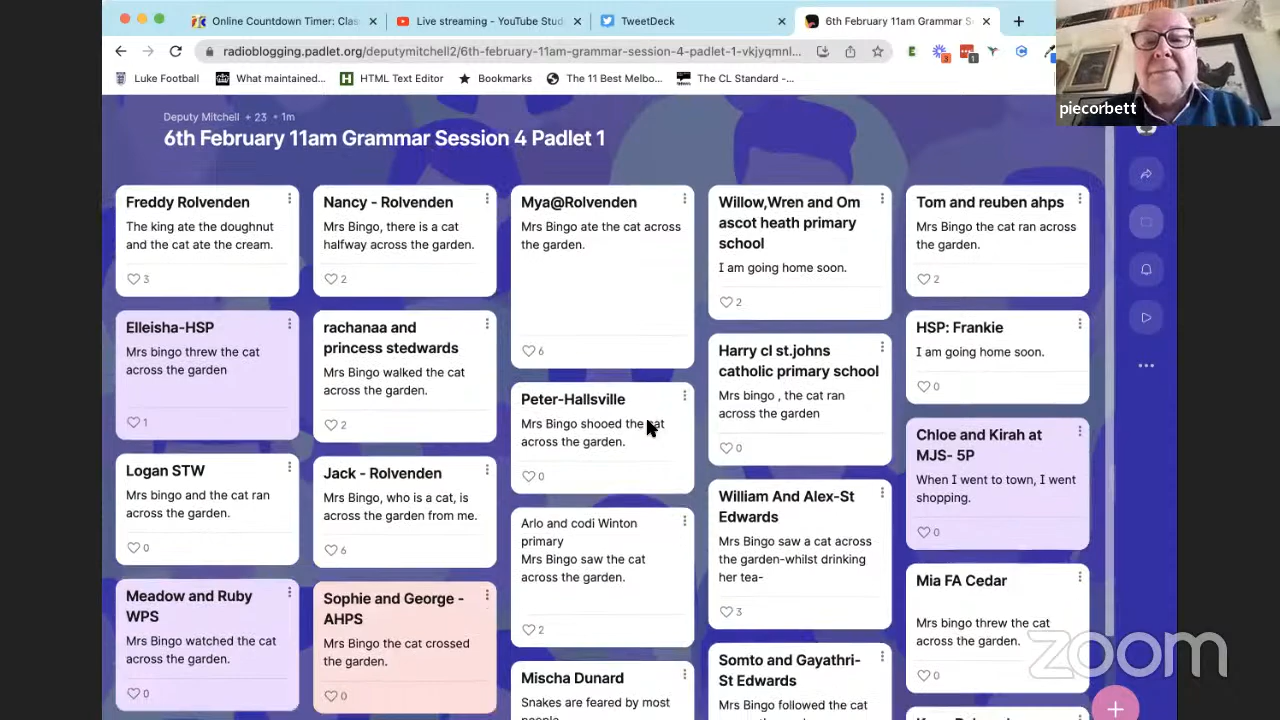 Online Countdown Timer: Clas
Live streaming - YouTube Stud
TweetDeck
6th February 11am Grammar S
radioblogging.padlet.org/deputymitchell2/6th-february-11am-grammar-session-4-padlet-1-vkjyqmnl...
Luke Football
What maintained...
HTML Text Editor
Bookmarks
The 11 Best Melbo...
The CL Standard -...
piecorbett
Deputy Mitchell + 23 • 1m
6th February 11am Grammar Session 4 Padlet 1
Freddy Rolvenden
The king ate the doughnut
and the cat ate the cream.
3
Elleisha-HSP
Mrs bingo threw the cat
across the garden
1
Logan STW
Mrs bingo and the cat ran
across the garden.
0
Meadow and Ruby
WPS
Mrs Bingo watched the cat
across the garden.
0
Nancy - Rolvenden
Mrs Bingo, there is a cat
halfway across the garden.
2
rachanaa and
princess stedwards
Mrs Bingo walked the cat
across the garden.
2
Jack - Rolvenden
Mrs Bingo, who is a cat, is
across the garden from me.
6
Sophie and George -
AHPS
Mrs Bingo the cat crossed
the garden.
0
Mya@Rolvenden
Mrs Bingo ate the cat across
the garden.
6
Peter-Hallsville
Mrs Bingo shooed the cat
across the garden.
0
Arlo and codi Winton
primary
Mrs Bingo saw the cat
across the garden.
2
Mischa Dunard
Snakes are feared by most
people
Willow,Wren and Om
ascot heath primary
school
I am going home soon.
2
Harry cl st.johns
catholic primary school
Mrs bingo , the cat ran
across the garden
0
William And Alex-St
Edwards
Mrs Bingo saw a cat across
the garden-whilst drinking
her tea-
3
Somto and Gayathri-
St Edwards
Mrs Bingo followed the cat
Tom and reuben ahps
Mrs Bingo the cat ran across
the garden.
2
HSP: Frankie
I am going home soon.
0
Chloe and Kirah at
MJS- 5P
When I went to town, I went
shopping.
0
Mia FA Cedar
Mrs bingo threw the cat
across the garden.
0
zoom